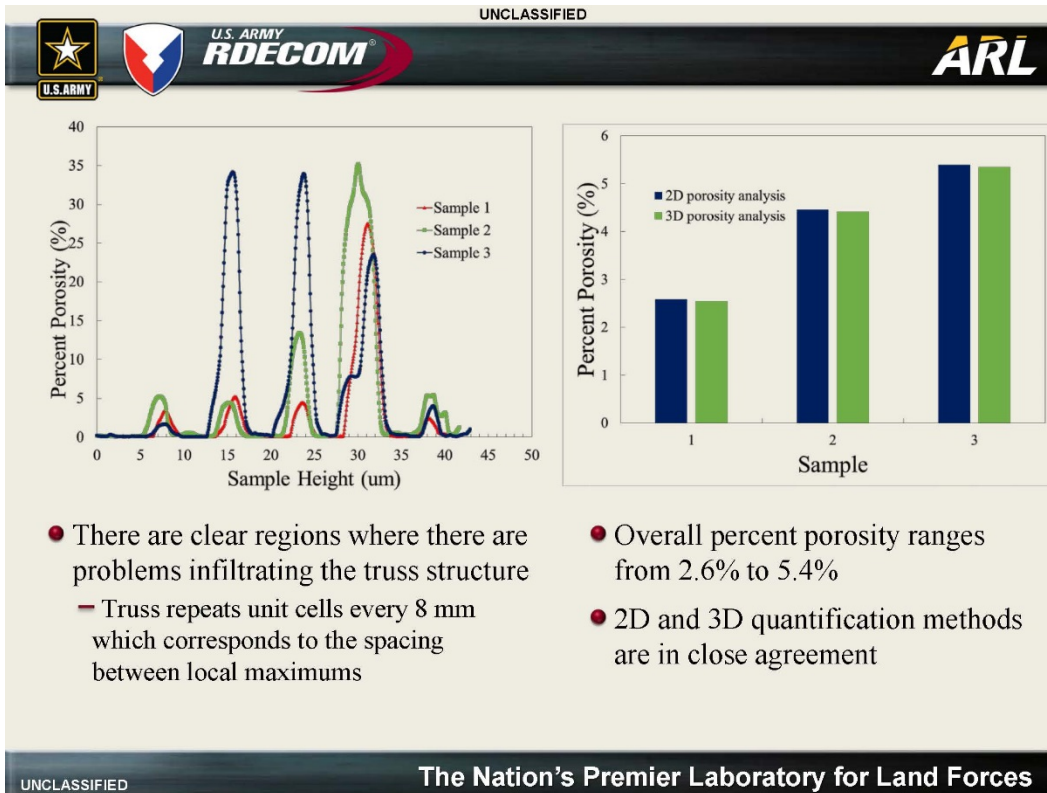 UNCLASSIFIED
U.S. ARMY
RDECOM®
U.S.ARMY
ARL
40
35
30
25
20
15
10
5
0
Percent Porosity (%)
Sample 1
Sample 2
Sample 3
0 5 10 15 20 25 30 35 40 45 50
Sample Height (um)
6
5
4
3
2
1
0
Percent Porosity (%)
2D porosity analysis
3D porosity analysis
1 2 3
Sample
There are clear regions where there are
problems infiltrating the truss structure
– Truss repeats unit cells every 8 mm
which corresponds to the spacing
between local maximums
Overall percent porosity ranges
from 2.6% to 5.4%
2D and 3D quantification methods
are in close agreement
UNCLASSIFIED
The Nation's Premier Laboratory for Land Forces